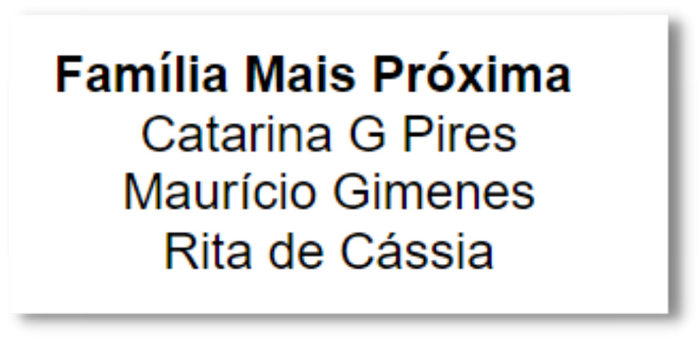 Família Mais Próxima
Catarina G Pires
Maurício Gimenes
Rita de Cássia